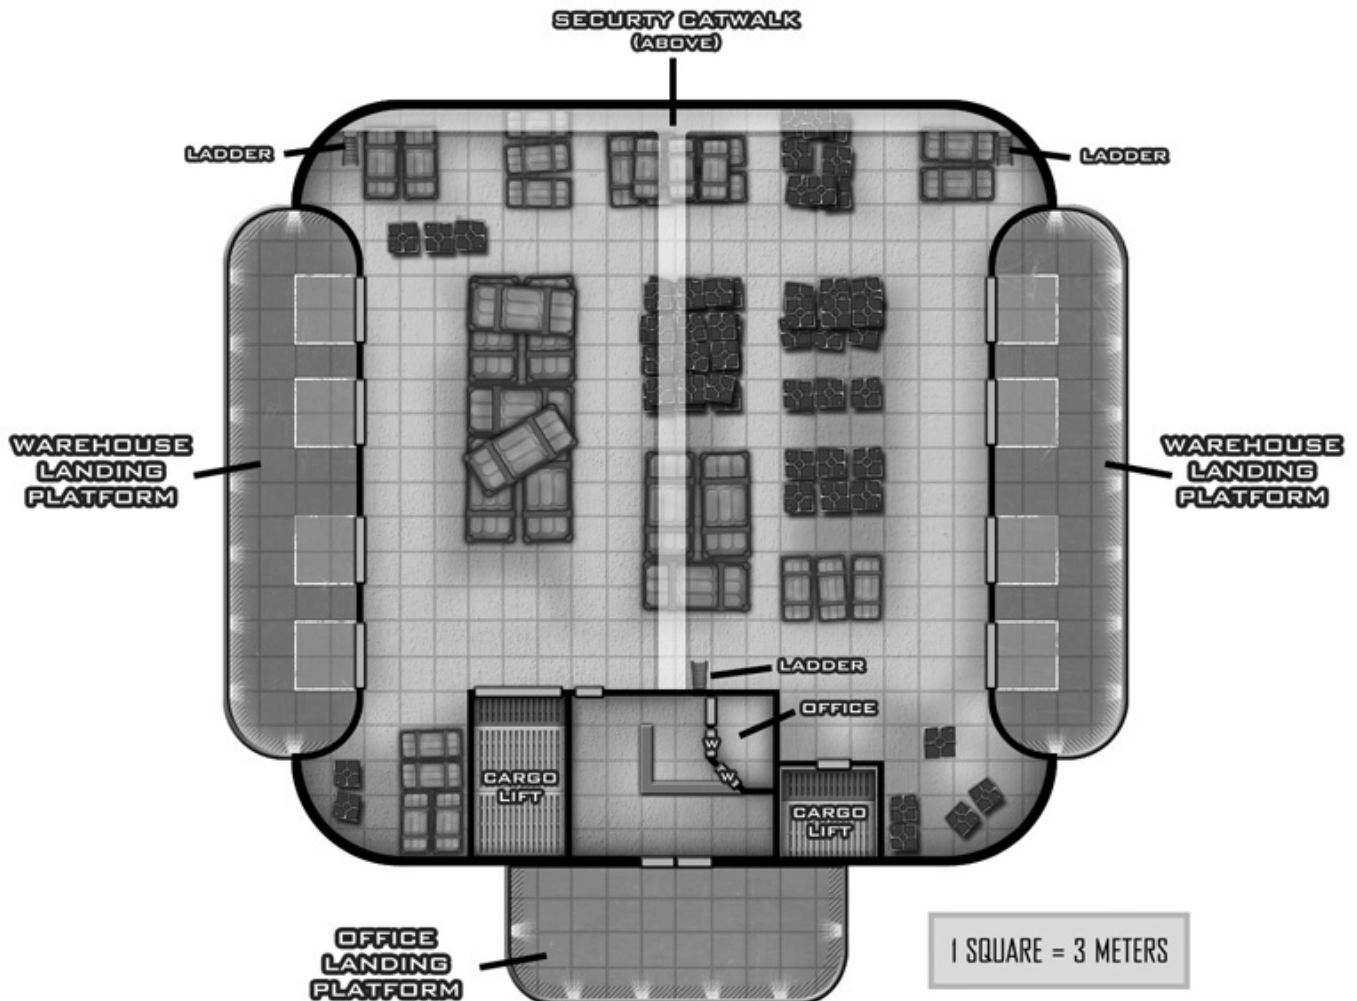 SECURTY CATWALK
(ABOVE)
LADDER
LADDER
WAREHOUSE
LANDING
PLATFORM
WAREHOUSE
LANDING
PLATFORM
LADDER
OFFICE
W
W
CARGO
LIFT
CARGO
LIFT
OFFICE
LANDING
PLATFORM
1 SQUARE = 3 METERS